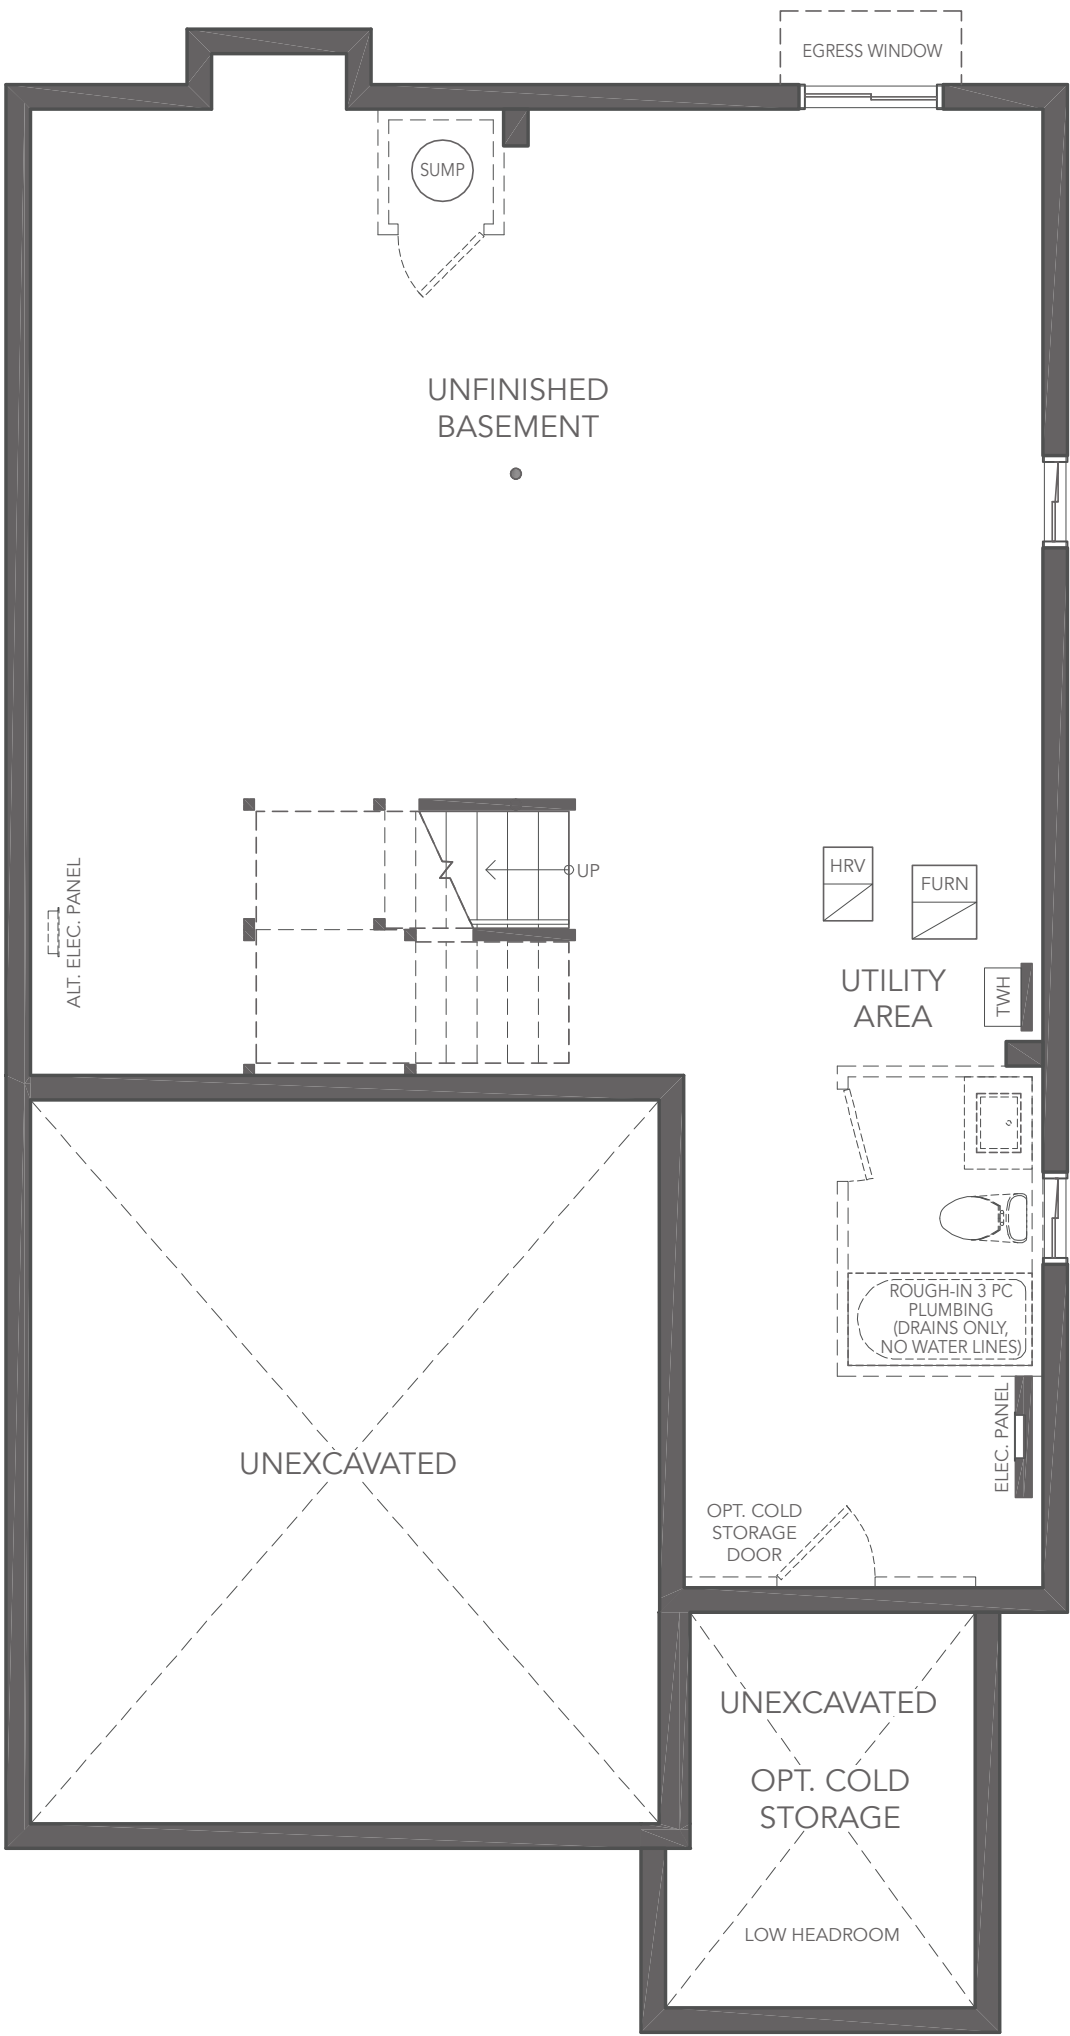 EGRESS WINDOW
SUMP
UNFINISHED
BASEMENT
UP
HRV
FURN
ALT. ELEC. PANEL
UTILITY
AREA
TWH
ROUGH-IN 3 PC
PLUMBING
(DRAINS ONLY,
NO WATER LINES)
ELEC. PANEL
UNEXCAVATED
OPT. COLD
STORAGE
DOOR
UNEXCAVATED
OPT. COLD
STORAGE
LOW HEADROOM